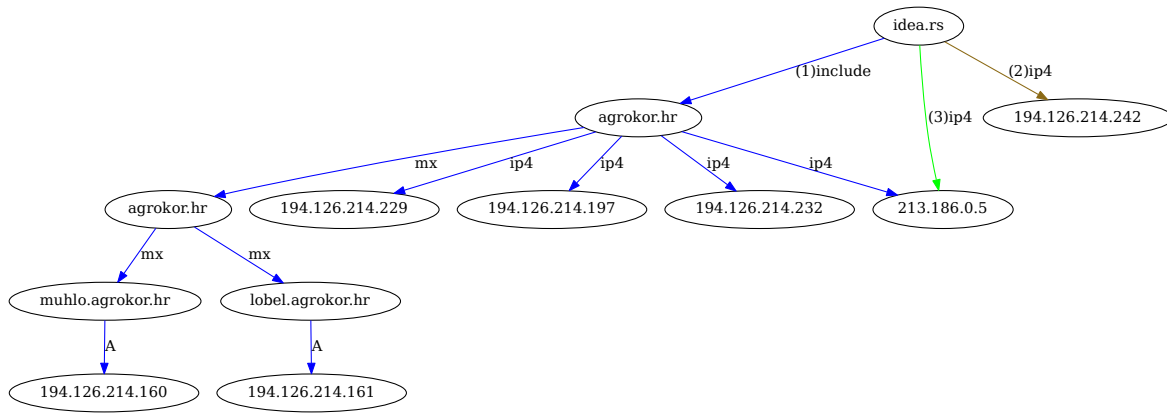 idea.rs
(1)include
(2)ip4
agrokor.hr
(3)ip4
194.126.214.242
mx
ip4
ip4
ip4
ip4
agrokor.hr
194.126.214.229
194.126.214.197
194.126.214.232
213.186.0.5
mx
mx
muhlo.agrokor.hr
lobel.agrokor.hr
A
A
194.126.214.160
194.126.214.161